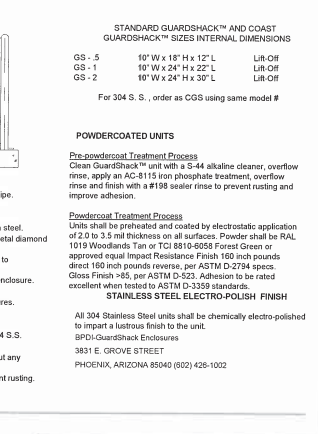 STANDARD GUARDSHACK™ AND COAST
GUARDSHACK™ SIZES INTERNAL DIMENSIONS
GS - .5 10" W x 18" H x 12" L Lift-Off
GS - 1 10" W x 24" H x 22" L Lift-Off
GS - 2 10" W x 24" H x 30" L Lift-Off
For 304 S. S. , order as CGS using same model #
POWDERCOATED UNITS
Pre-powdercoat Treatment Process
Clean GuardShack™ unit with a S-44 alkaline cleaner, overflow
rinse, apply an AC-8115 iron phosphate treatment, overflow
rinse and finish with a #198 sealer rinse to prevent rusting and
improve adhesion.
Powdercoat Treatment Process
Units shall be preheated and coated by electrostatic application
of 2.0 to 3.5 mil thickness on all surfaces. Powder shall be RAL
1019 Woodlands Tan or TCI 8810-6058 Forest Green or
approved equal Impact Resistance Finish 160 inch pounds
direct 160 inch pounds reverse, per ASTM D-2794 specs.
Gloss Finish >85, per ASTM D-523. Adhesion to be rated
excellent when tested to ASTM D-3359 standards.
STAINLESS STEEL ELECTRO-POLISH FINISH
All 304 Stainless Steel units shall be chemically electro-polished
to impart a lustrous finish to the unit.
BPDI-GuardShack Enclosures
3831 E. GROVE STREET
PHOENIX, ARIZONA 85040 (602) 426-1002
ipe.
steel.
etal diamond
to
nclosure.
res.
4 S.S.
ut any
nt rusting.